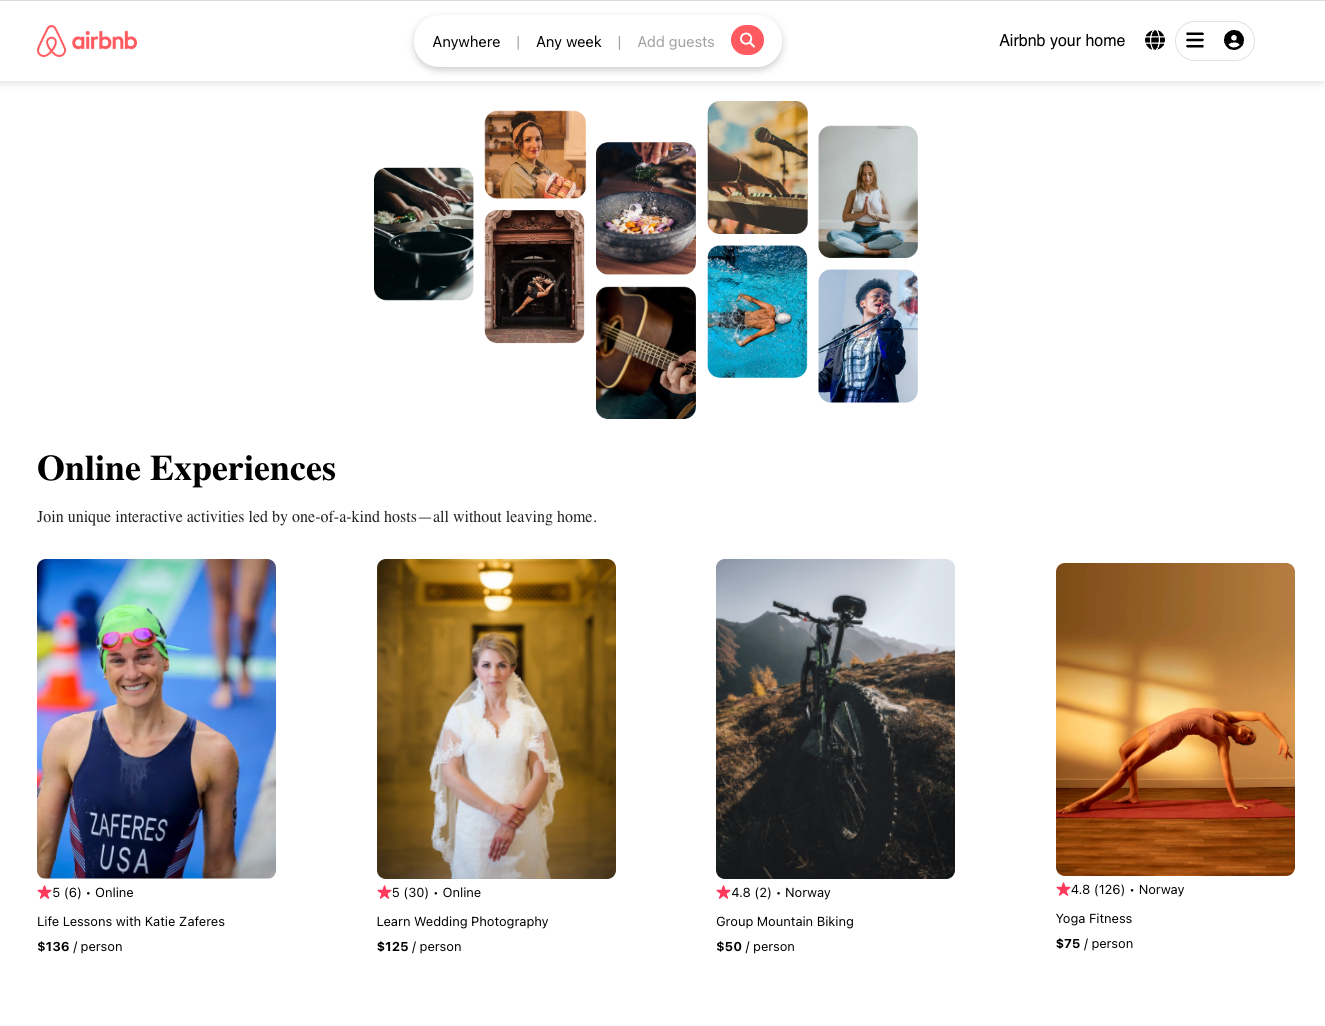 airbnb
Anywhere | Any week | Add guests
Airbnb your home
Online Experiences
Join unique interactive activities led by one-of-a-kind hosts—all without leaving home.
ZAFERES
USA
5 (6) • Online
Life Lessons with Katie Zaferes
$136 / person
5 (30) • Online
Learn Wedding Photography
$125 / person
4.8 (2) • Norway
Group Mountain Biking
$50 / person
4.8 (126) • Norway
Yoga Fitness
$75 / person